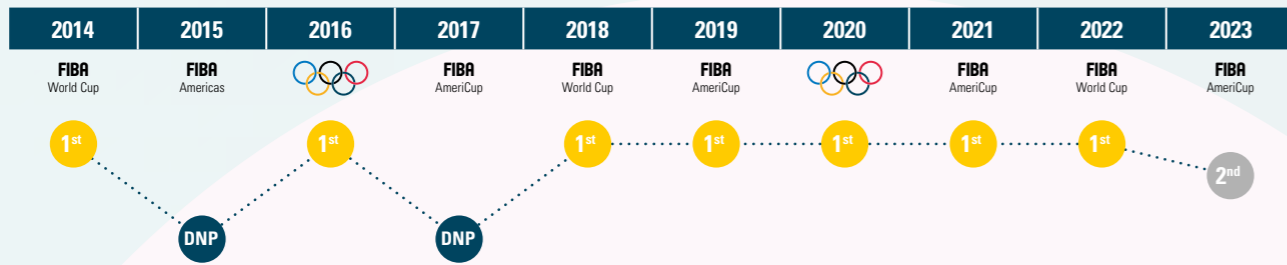 2014 2015 2016 2017 2018 2019 2020 2021 2022 2023
FIBA FIBA FIBA FIBA FIBA FIBA FIBA FIBA
World Cup Americas AmeriCup World Cup AmeriCup AmeriCup World Cup AmeriCup
1st 1st 1st 1st 1st 1st 1st
2nd
DNP DNP